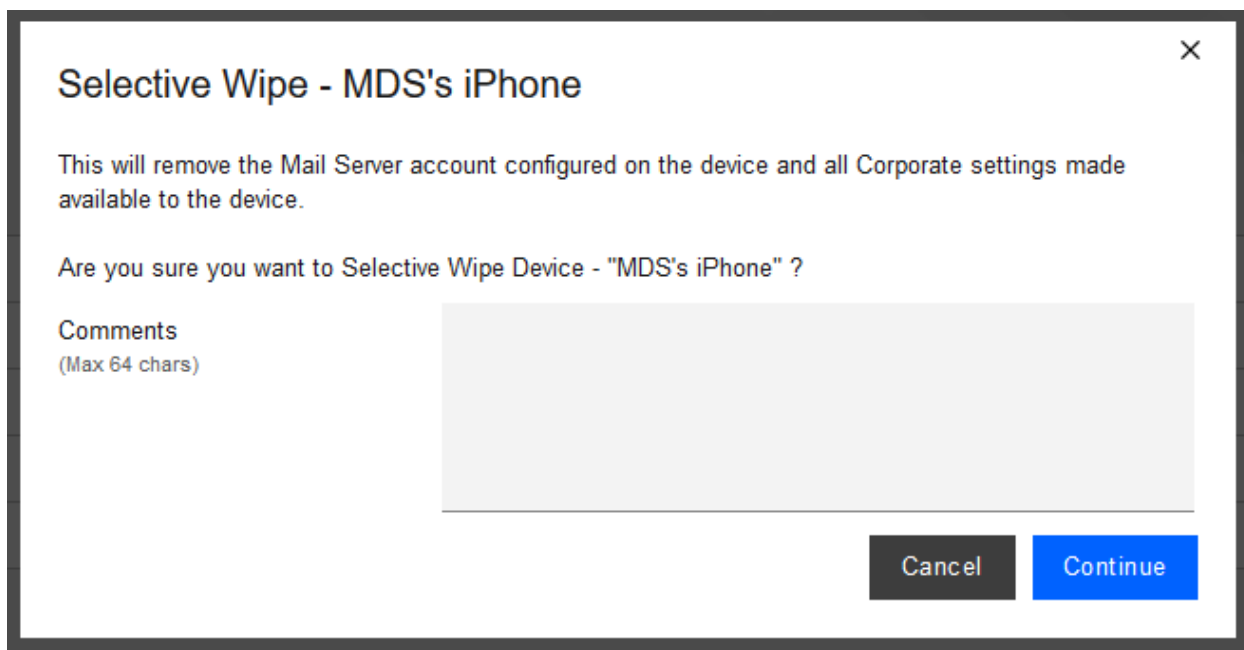 Selective Wipe - MDS's iPhone
This will remove the Mail Server account configured on the device and all Corporate settings made
available to the device.
Are you sure you want to Selective Wipe Device - "MDS's iPhone" ?
Comments
(Max 64 chars)
Cancel
Continue